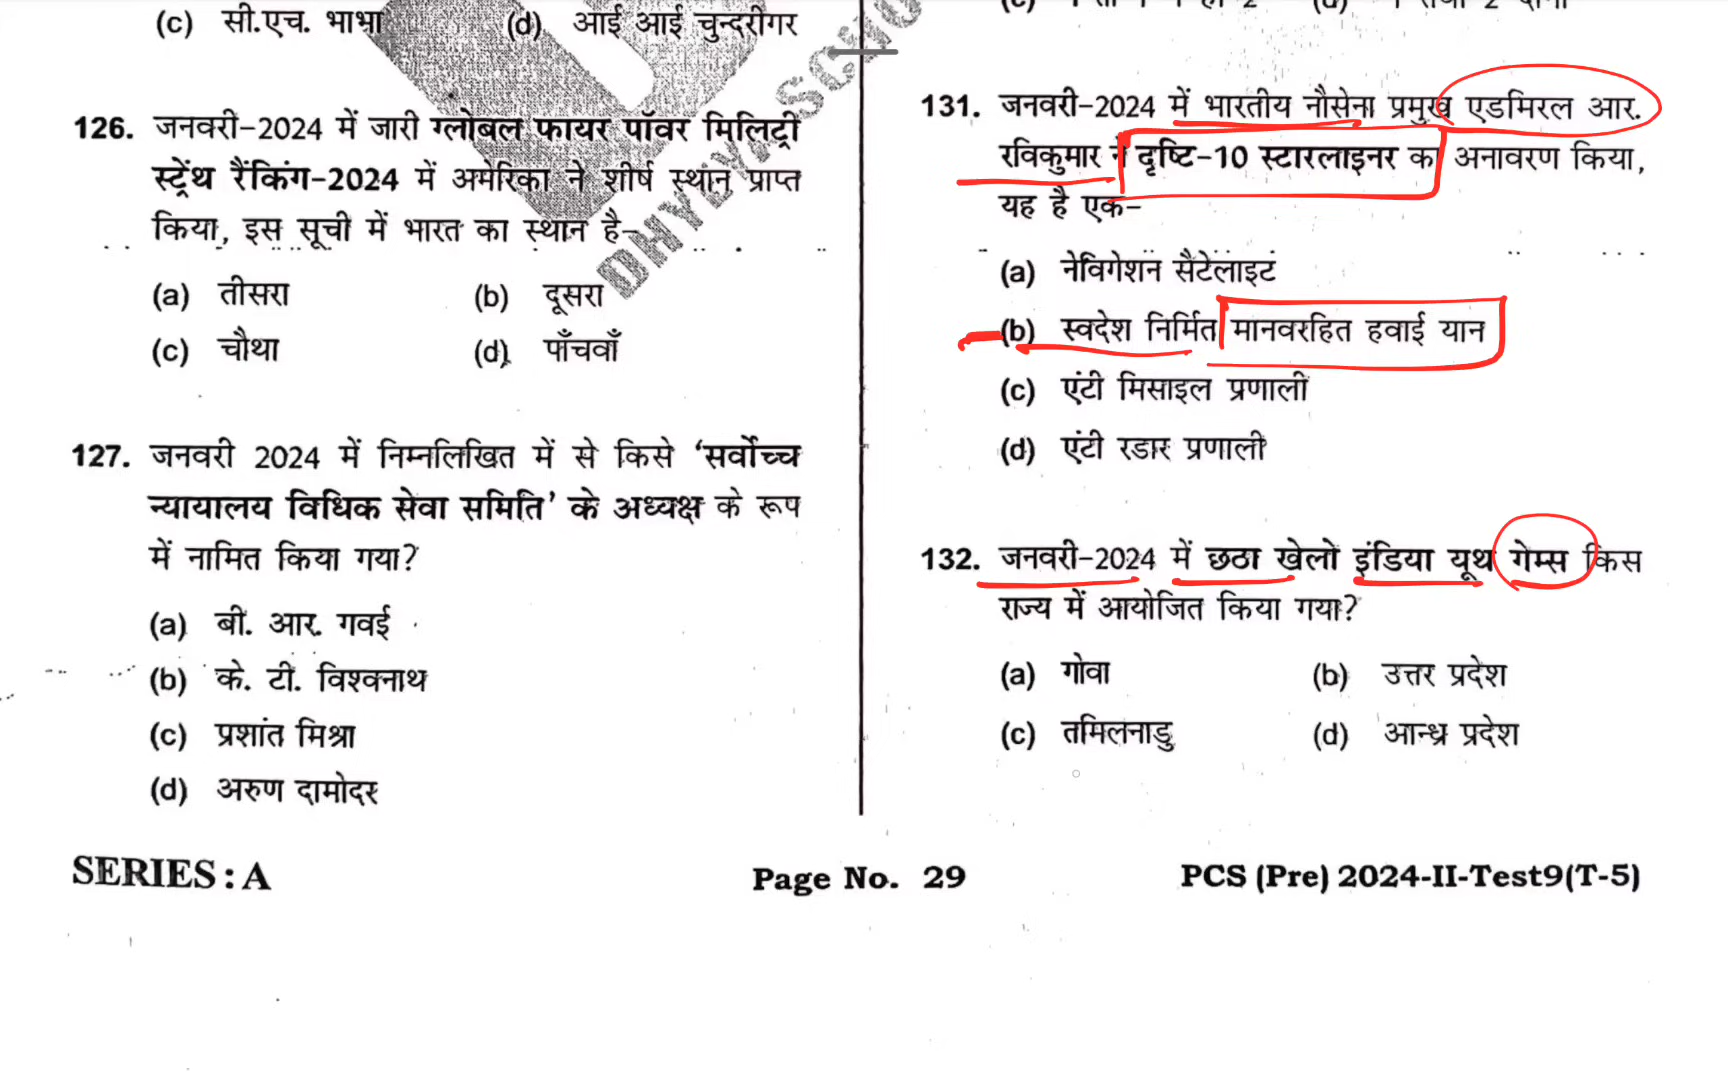 (c) सी.एच. भाभा (d) आई आई चुन्दरीगर
126. जनवरी-2024 में जारी ग्लोबल फायर पॉवर मिलिट्री
स्ट्रेंथ रैंकिंग-2024 में अमेरिका ने शीर्ष स्थान प्राप्त
किया, इस सूची में भारत का स्थान है-
(a) तीसरा (b) दूसरा
(c) चौथा (d) पाँचवाँ
127. जनवरी 2024 में निम्नलिखित में से किसे 'सर्वोच्च
न्यायालय विधिक सेवा समिति' के अध्यक्ष के रूप
में नामित किया गया?
(a) बी. आर. गवई
(b) के. टी. विश्वनाथ
(c) प्रशांत मिश्रा
(d) अरुण दामोदर
131. जनवरी-2024 में भारतीय नौसेना प्रमुख एडमिरल आर.
रविकुमार ने दृष्टि-10 स्टारलाइनर का अनावरण किया,
यह है एक-
(a) नेविगेशन सैटेलाइट
(b) स्वदेश निर्मित मानवरहित हवाई यान
(c) एंटी मिसाइल प्रणाली
(d) एंटी रडार प्रणाली
132. जनवरी-2024 में छठा खेलो इंडिया यूथ गेम्स किस
राज्य में आयोजित किया गया?
(a) गोवा (b) उत्तर प्रदेश
(c) तमिलनाडु (d) आन्ध्र प्रदेश
SERIES : A Page No. 29 PCS (Pre) 2024-II-Test9(T-5)